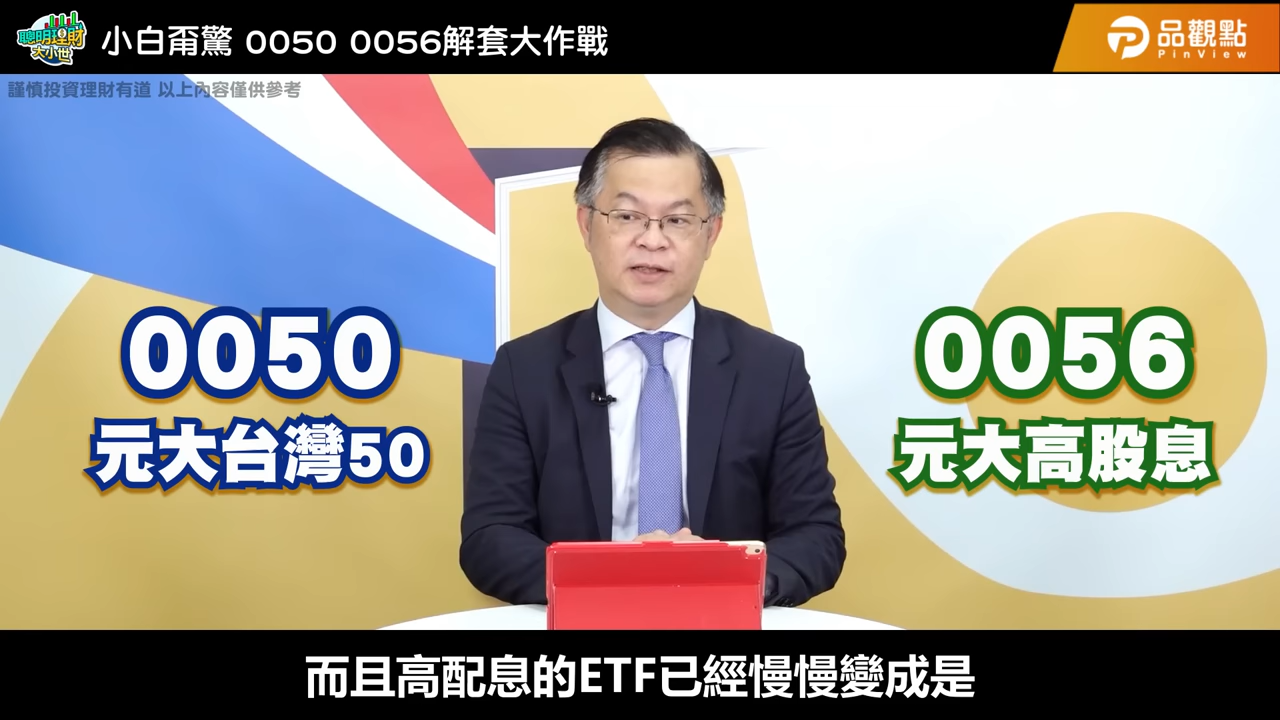 聰明理財
大小世
小白甭驚 0050 0056解套大作戰
品觀點
PinView
謹慎投資理財有道 以上內容僅供參考
0050
元大台灣50
0056
元大高股息
而且高配息的ETF已經慢慢變成是